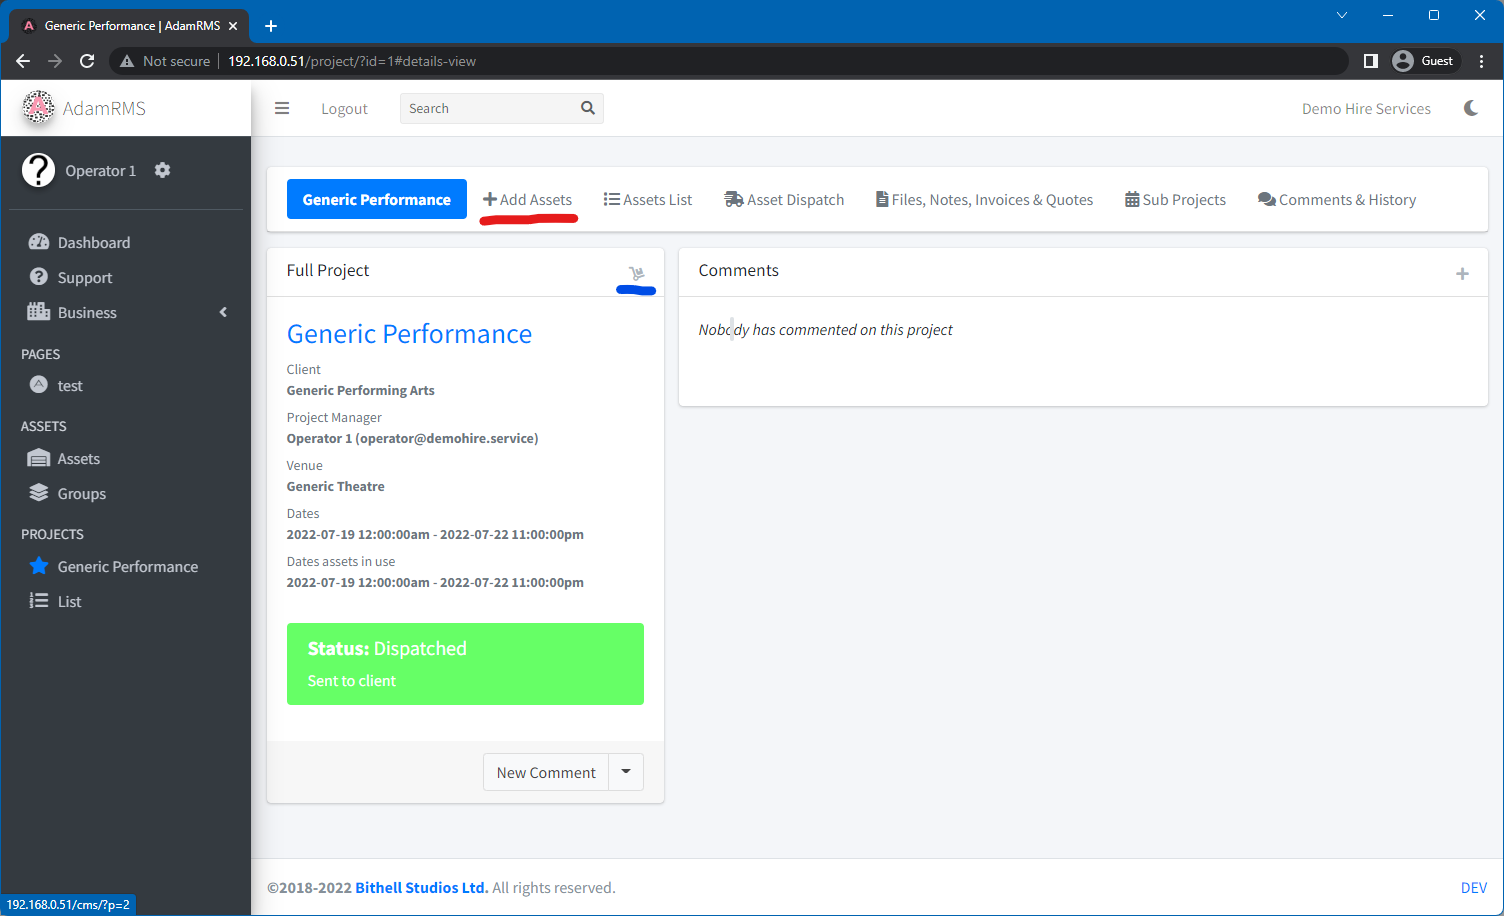 Generic Performance | AdamRMS
Not secure 192.168.0.51/project/?id=1#details-view
Guest
AdamRMS
Logout
Search
Demo Hire Services
Operator 1
Dashboard
Support
Business
PAGES
test
ASSETS
Assets
Groups
PROJECTS
Generic Performance
List
Generic Performance
Add Assets
Assets List
Asset Dispatch
Files, Notes, Invoices & Quotes
Sub Projects
Comments & History
Full Project
Generic Performance
Client
Generic Performing Arts
Project Manager
Operator 1 (operator@demohire.service)
Venue
Generic Theatre
Dates
2022-07-19 12:00:00am - 2022-07-22 11:00:00pm
Dates assets in use
2022-07-19 12:00:00am - 2022-07-22 11:00:00pm
Status: Dispatched
Sent to client
New Comment
Comments
Nobody has commented on this project
©2018-2022 Bithell Studios Ltd. All rights reserved.
DEV
192.168.0.51/cms/?p=2